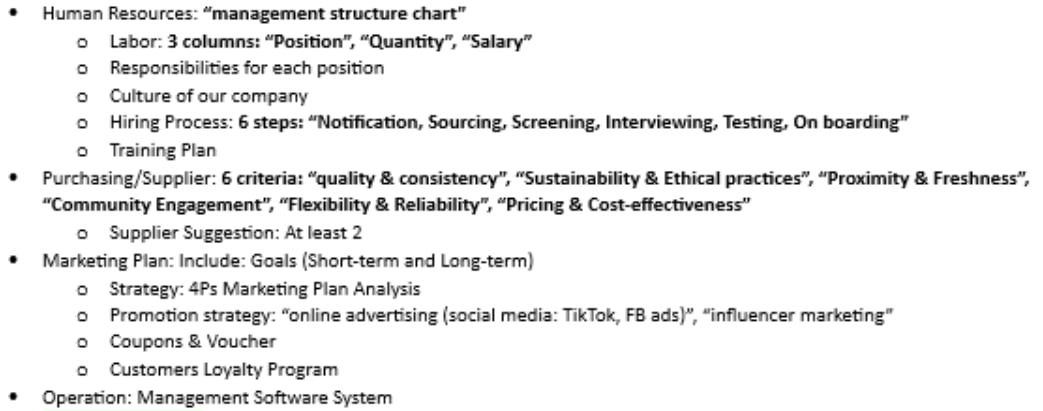 • Human Resources: “management structure chart”
o Labor: 3 columns: “Position”, “Quantity”, “Salary”
o Responsibilities for each position
o Culture of our company
o Hiring Process: 6 steps: “Notification, Sourcing, Screening, Interviewing, Testing, On boarding”
o Training Plan
• Purchasing/Supplier: 6 criteria: “quality & consistency”, “Sustainability & Ethical practices”, “Proximity & Freshness”,
“Community Engagement”, “Flexibility & Reliability”, “Pricing & Cost-effectiveness”
o Supplier Suggestion: At least 2
• Marketing Plan: Include: Goals (Short-term and Long-term)
o Strategy: 4Ps Marketing Plan Analysis
o Promotion strategy: “online advertising (social media: TikTok, FB ads)”, “influencer marketing”
o Coupons & Voucher
o Customers Loyalty Program
• Operation: Management Software System